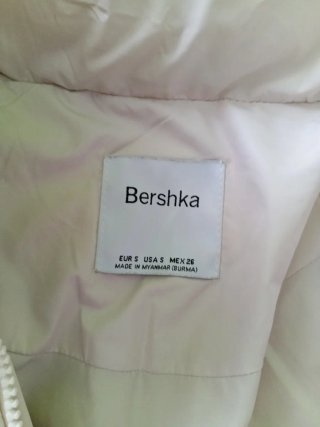 Bershka
EUR S USA S MEX 26
MADE IN MYANMAR (BURMA)